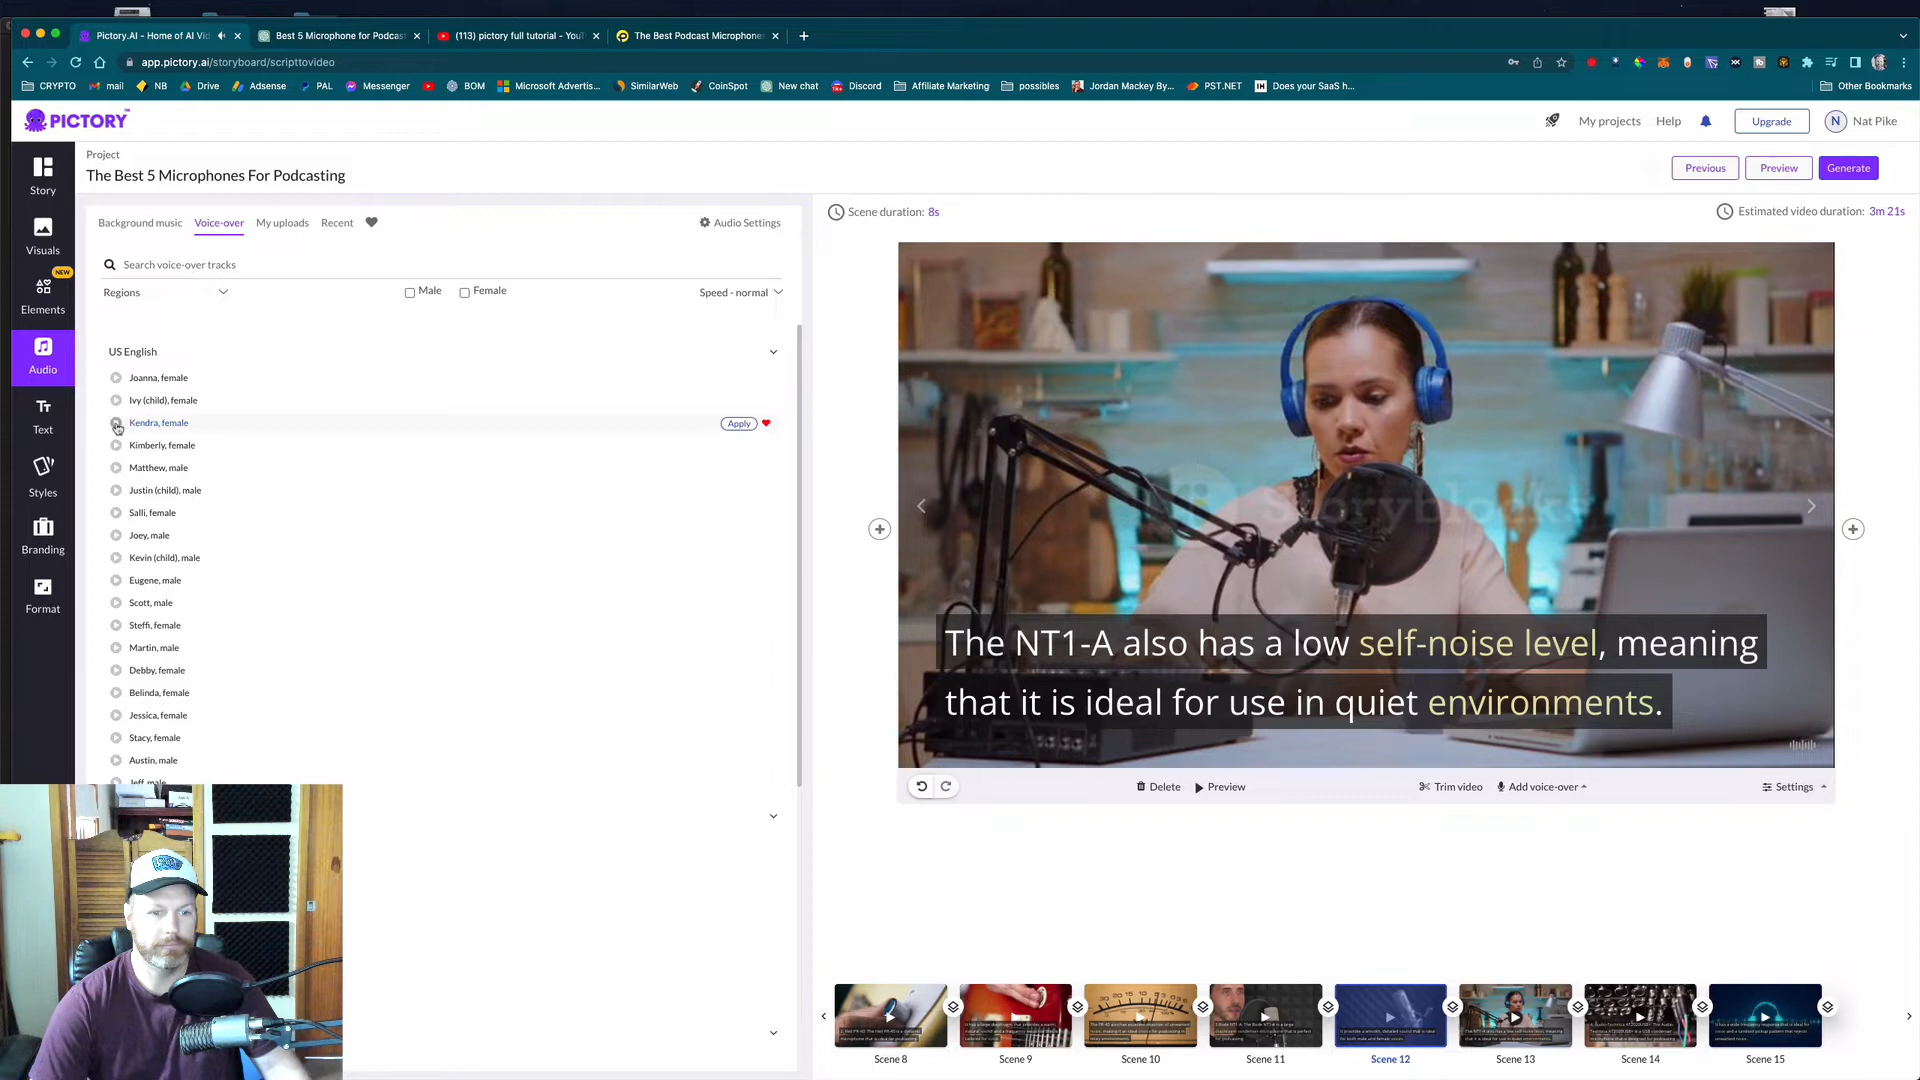 Pictory.AI - Home of AI Vid
Best 5 Microphone for Podcast
(113) pictory full tutorial - YouT
The Best Podcast Microphones
app.pictory.ai/storyboard/scripttovideo
CRYPTO
mail
NB
Drive
Adsense
PAL
Messenger
BOM
Microsoft Advertis...
SimilarWeb
CoinSpot
New chat
Discord
Affiliate Marketing
possibles
Jordan Mackey By...
PST.NET
IH
Does your SaaS h...
Other Bookmarks
PICTORY
My projects
Help
Upgrade
N
Nat Pike
Project
The Best 5 Microphones For Podcasting
Previous
Preview
Generate
Story
Visuals
NEW
Elements
Audio
Text
Styles
Branding
Format
Background music
Voice-over
My uploads
Recent
Audio Settings
Search voice-over tracks
Regions
Male
Female
Speed - normal
US English
Joanna, female
Ivy (child), female
Kendra, female
Apply
Kimberly, female
Matthew, male
Justin (child), male
Salli, female
Joey, male
Kevin (child), male
Eugene, male
Scott, male
Steffi, female
Martin, male
Debby, female
Belinda, female
Jessica, female
Stacy, female
Austin, male
Jeff, male
Scene duration: 8s
Estimated video duration: 3m 21s
Storyblocks
The NT1-A also has a low self-noise level, meaning
that it is ideal for use in quiet environments.
Delete
Preview
Trim video
Add voice-over
Settings
Scene 8
Scene 9
Scene 10
Scene 11
Scene 12
Scene 13
Scene 14
Scene 15